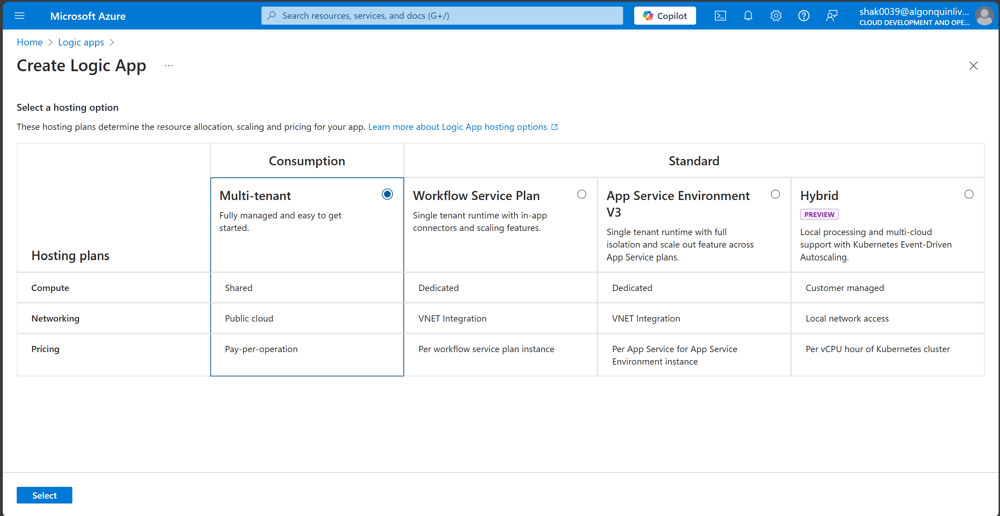 Microsoft Azure
Search resources, services, and docs (G+/)
Copilot
shak0039@algonquinliv...
CLOUD DEVELOPMENT AND OPE...
Home > Logic apps >
Create Logic App ...
Select a hosting option
These hosting plans determine the resource allocation, scaling and pricing for your app. Learn more about Logic App hosting options
Consumption
Standard
Hosting plans
Multi-tenant
Fully managed and easy to get
started.
Workflow Service Plan
Single tenant runtime with in-app
connectors and scaling features.
App Service Environment
V3
Single tenant runtime with full
isolation and scale out feature across
App Service plans.
Hybrid
PREVIEW
Local processing and multi-cloud
support with Kubernetes Event-Driven
Autoscaling.
Compute
Shared
Dedicated
Dedicated
Customer managed
Networking
Public cloud
VNET Integration
VNET Integration
Local network access
Pricing
Pay-per-operation
Per workflow service plan instance
Per App Service for App Service
Environment instance
Per vCPU hour of Kubernetes cluster
Select